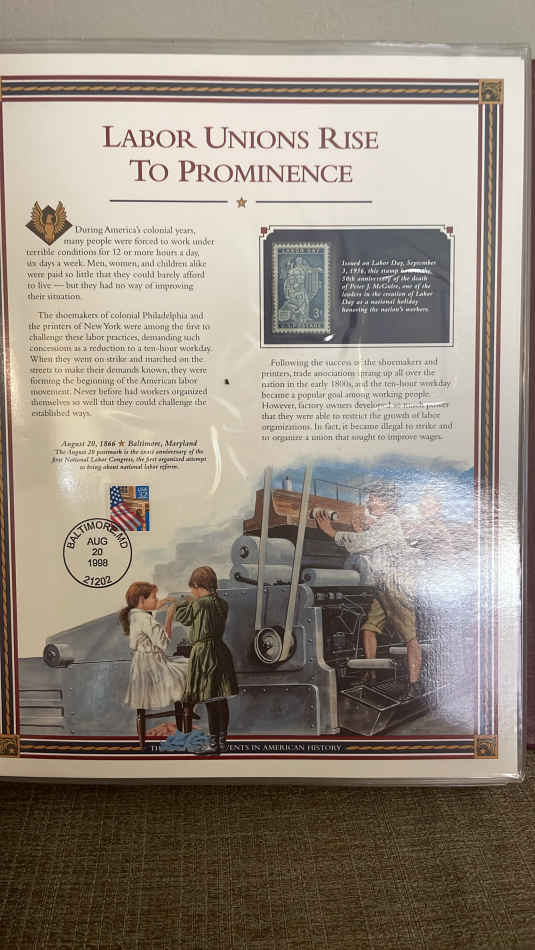 LABOR UNIONS RISE
TO PROMINENCE
During America's colonial years,
many people were forced to work under
terrible conditions for 12 or more hours a day,
six days a week. Men, women, and children alike
were paid so little that they could barely afford
to live — but they had no way of improving
their situation.
The shoemakers of colonial Philadelphia and
the printers of New York were among the first to
challenge these labor practices, demanding such
concessions as a reduction to a ten-hour workday.
When they went on strike and marched on the
streets to make their demands known, they were
forming the beginning of the American labor
movement. Never before had workers organized
themselves so well that they could challenge the
established ways.
August 20, 1866 ★ Baltimore, Maryland
The August 20 postmark is the exact anniversary of the
first National Labor Congress, the first organized attempt
to bring about national labor reform.
USA
32
BALTIMORE, MD
AUG
20
1998
21202
LABOR DAY
3¢
U.S. POSTAGE
Issued on Labor Day, September
3, 1956, this stamp the
50th anniversary of the death
of Peter J. McGuire, one of the
leaders in the creation of Labor
Day as a national holiday
honoring the nation's workers.
Following the success of the shoemakers and
printers, trade associations sprang up all over the
nation in the early 1800s, and the ten-hour workday
became a popular goal among working people.
However, factory owners developed so much power
that they were able to restrict the growth of labor
organizations. In fact, it became illegal to strike and
to organize a union that sought to improve wages.
EVENTS IN AMERICAN HISTORY